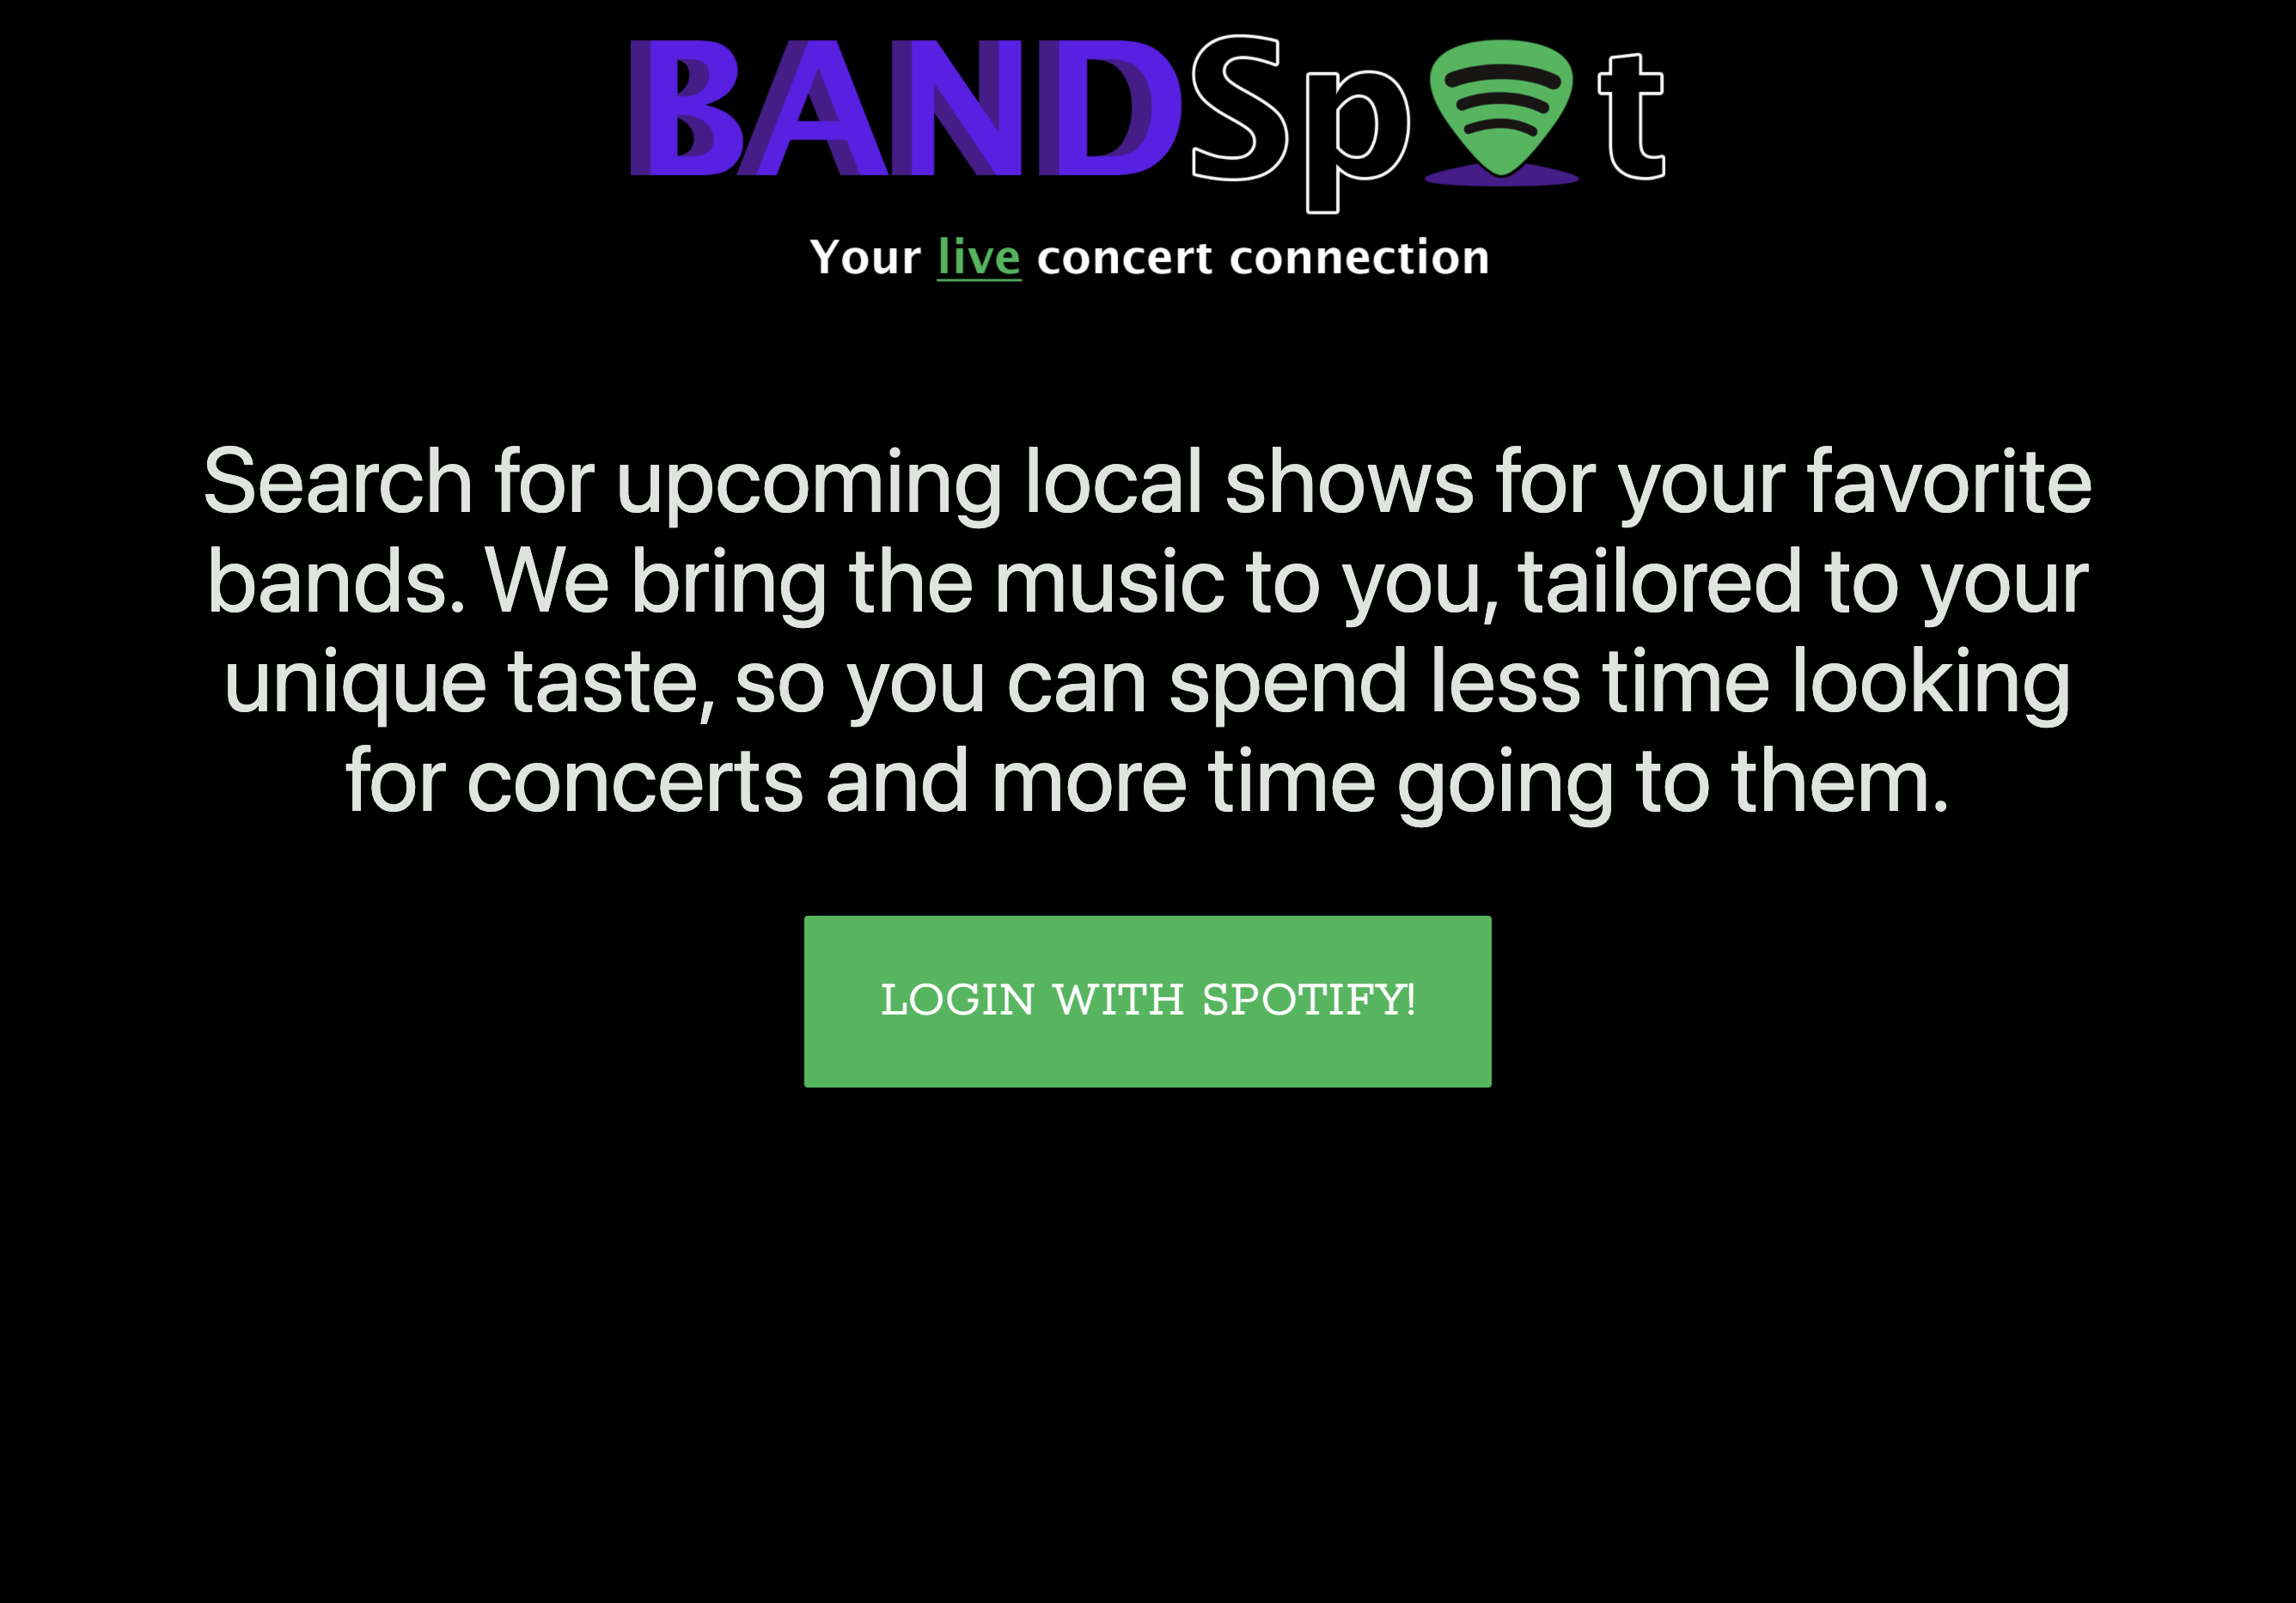 BANDSpot
Your live concert connection
Search for upcoming local shows for your favorite
bands. We bring the music to you, tailored to your
unique taste, so you can spend less time looking
for concerts and more time going to them.
LOGIN WITH SPOTIFY!